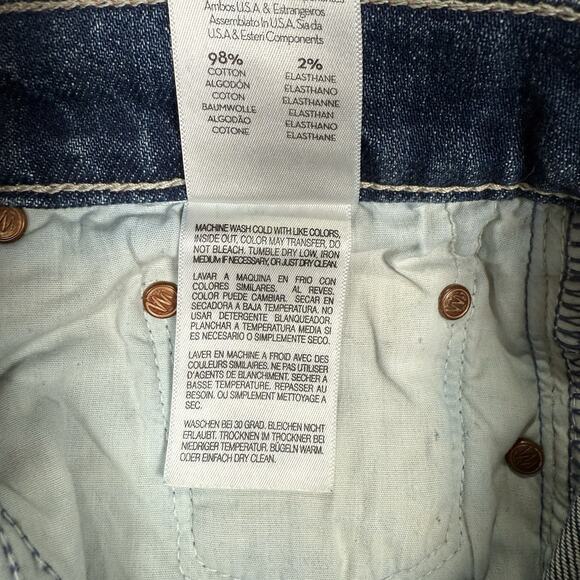 Ambos U.S.A. & Estrangeiros
Assembiato In U.S.A. Sia da
U.S.A & Esteri Components
98% 2%
COTTON ELASTHANE
ALGODÓN ELASTHANO
COTON ELASTHANNE
BAUMWOLLE ELASTHAN
ALGODÃO ELASTHANO
COTONE ELASTHANE
MACHINE WASH COLD WITH LIKE COLORS,
INSIDE OUT, COLOR MAY TRANSFER, DO
NOT BLEACH. TUMBLE DRY LOW, IRON
MEDIUM IF NECESSARY, OR JUST DRY CLEAN.
LAVAR A MAQUINA EN FRIO CON
COLORES SIMILARES. AL REVES.
COLOR PUEDE CAMBIAR. SECAR EN
SECADORA A BAJA TEMPERATURA. NO
USAR DETERGENTE BLANQUEADOR.
PLANCHAR A TEMPERATURA MEDIA SI
ES NECESARIO O SIMPLEMENTE SECO.
LAVER EN MACHINE A FROID AVEC DES
COULEURS SIMILAIRES. NE PAS UTILISER
D'AGENTS DE BLANCHIMENT. SECHER A
BASSE TEMPERATURE. REPASSER AU
BESOIN. OU SIMPLEMENT METTOYAGE A
SEC.
WASCHEN BEI 30 GRAD. BLEICHEN NICHT
ERLAUBT. TROCKNEN IM TROCKNER BEI
NIEDRIGER TEMPERATUR. BÜGELN WARM.
ODER EINFACH DRY CLEAN.